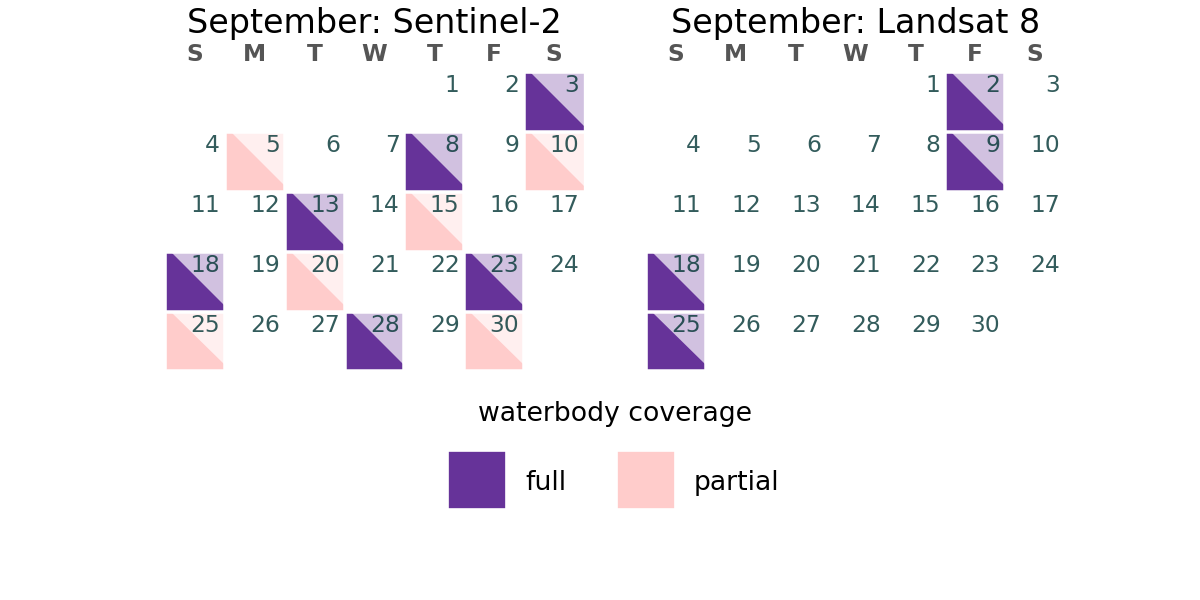 September: Sentinel-2
S M T W T F S
1 2 3
4 5 6 7 8 9 10
11 12 13 14 15 16 17
18 19 20 21 22 23 24
25 26 27 28 29 30
September: Landsat 8
S M T W T F S
1 2 3
4 5 6 7 8 9 10
11 12 13 14 15 16 17
18 19 20 21 22 23 24
25 26 27 28 29 30
waterbody coverage
full partial